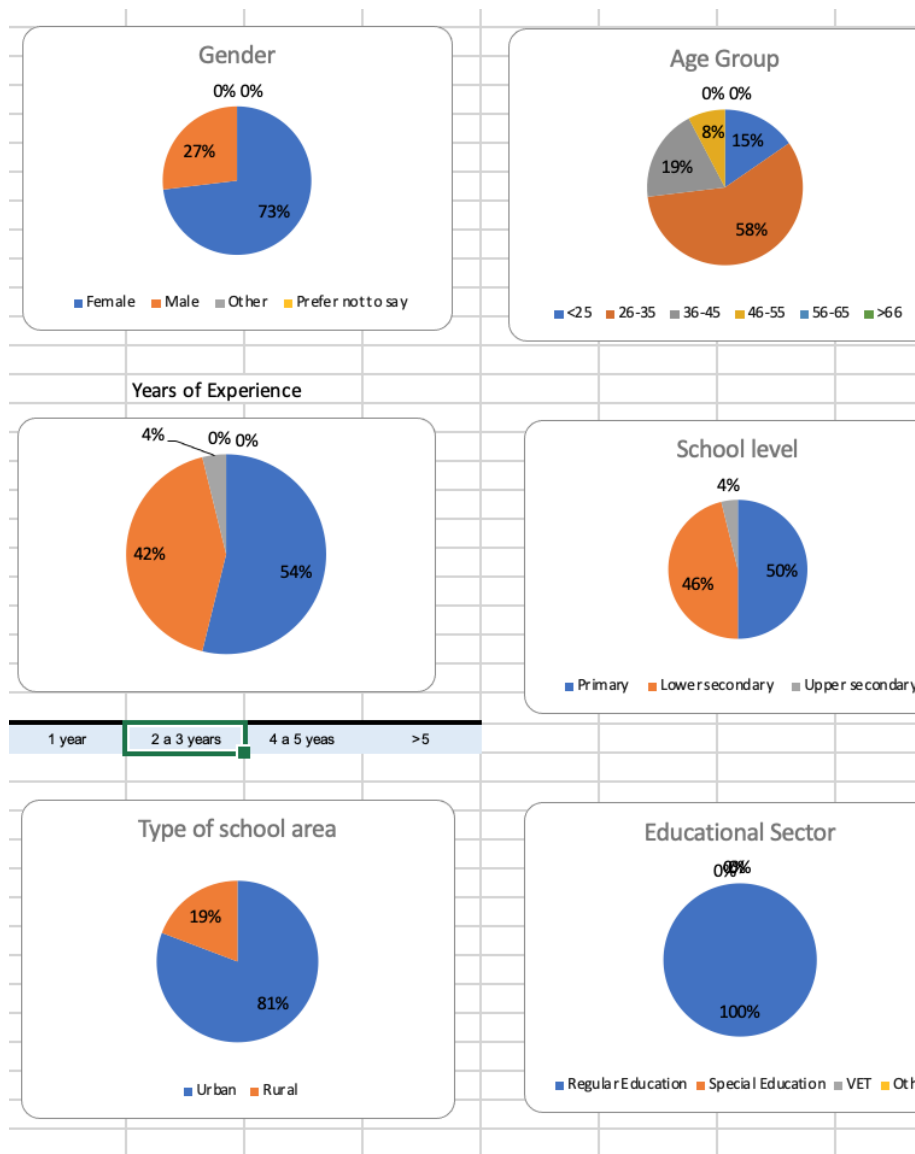 Gender
0% 0%
27%
73%
Female Male Other Prefer not to say
Age Group
0% 0%
8% 15%
19%
58%
<25 26-35 36-45 46-55 56-65 >66
Years of Experience
4% 0% 0%
42%
54%
School level
4%
46% 50%
Primary Lower secondary Upper secondary
1 year 2 a 3 years 4 a 5 yeas >5
Type of school area
19%
81%
Urban Rural
Educational Sector
0%
100%
Regular Education Special Education VET Oth